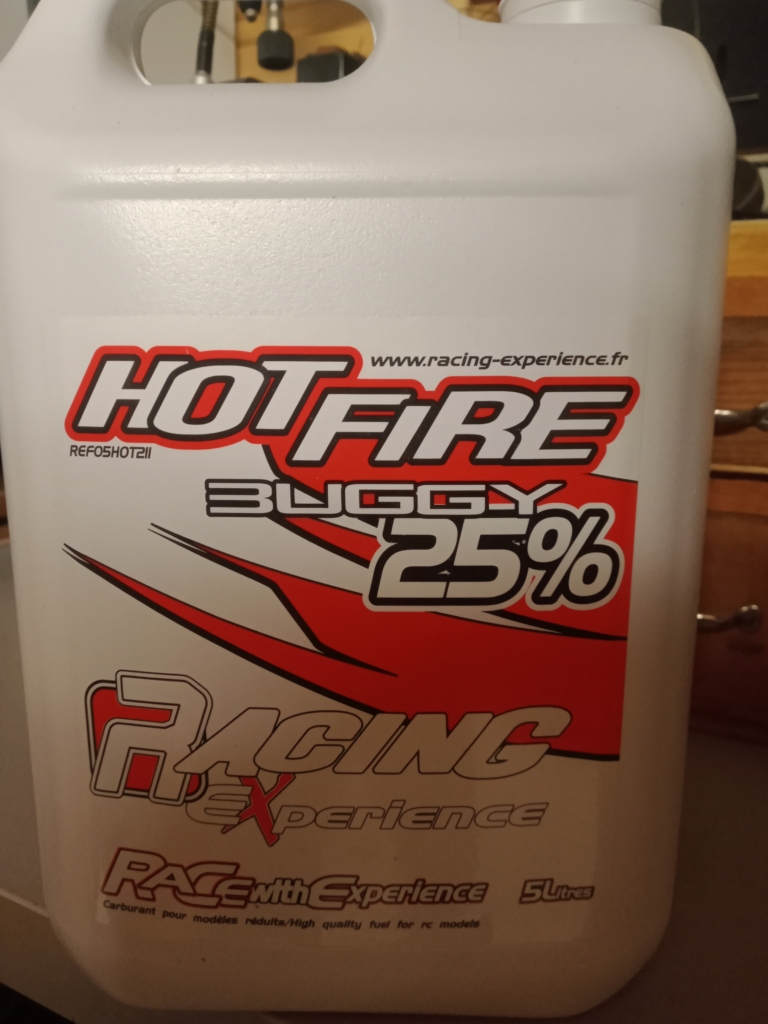 www.racing-experience.fr
HOT FIRE
REF05HOT211
BUGGY
25%
RACING
EXPERIENCE
RACE with Experience 5Litres
Carburant pour modèles réduits/High quality fuel for rc models